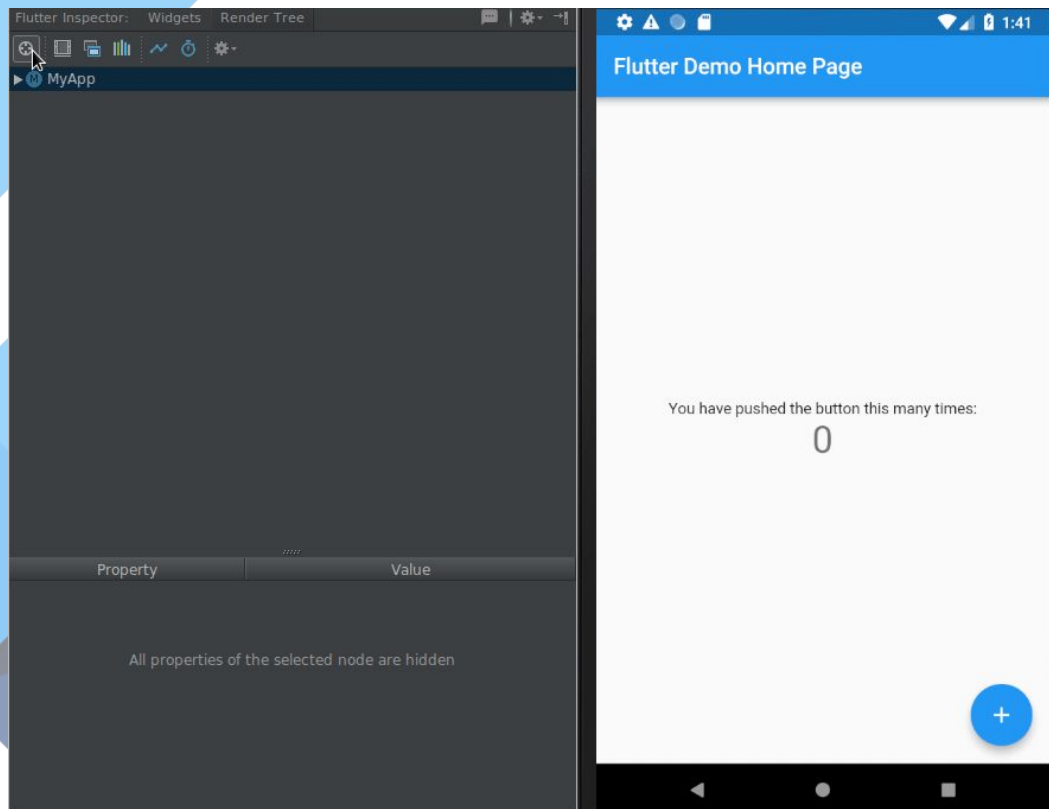 Flutter Inspector: Widgets Render Tree
MyApp
Property Value
All properties of the selected node are hidden
1:41
Flutter Demo Home Page
You have pushed the button this many times:
0